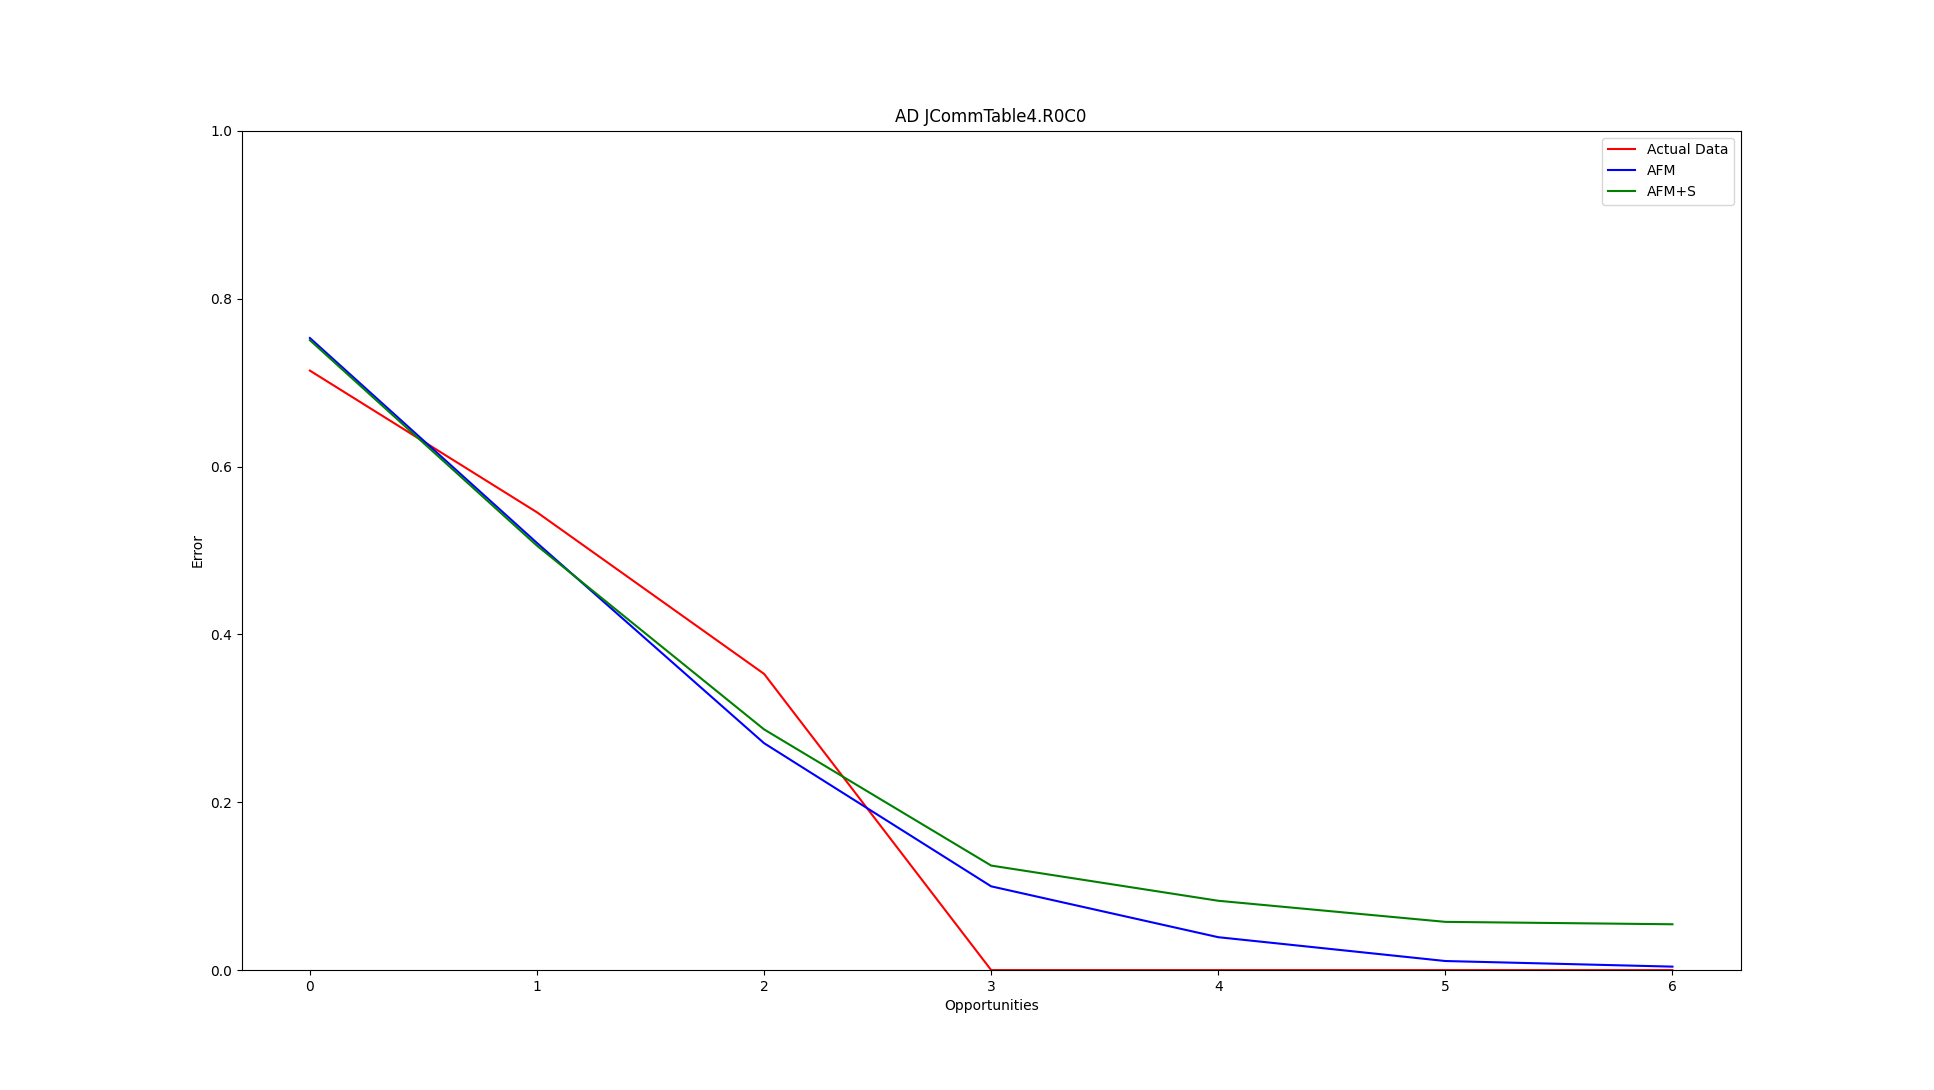 AD JCommTable4.R0C0
1.0
0.8
0.6
0.4
0.2
0.0
Error
Actual Data
AFM
AFM+S
0 1 2 3 4 5 6
Opportunities